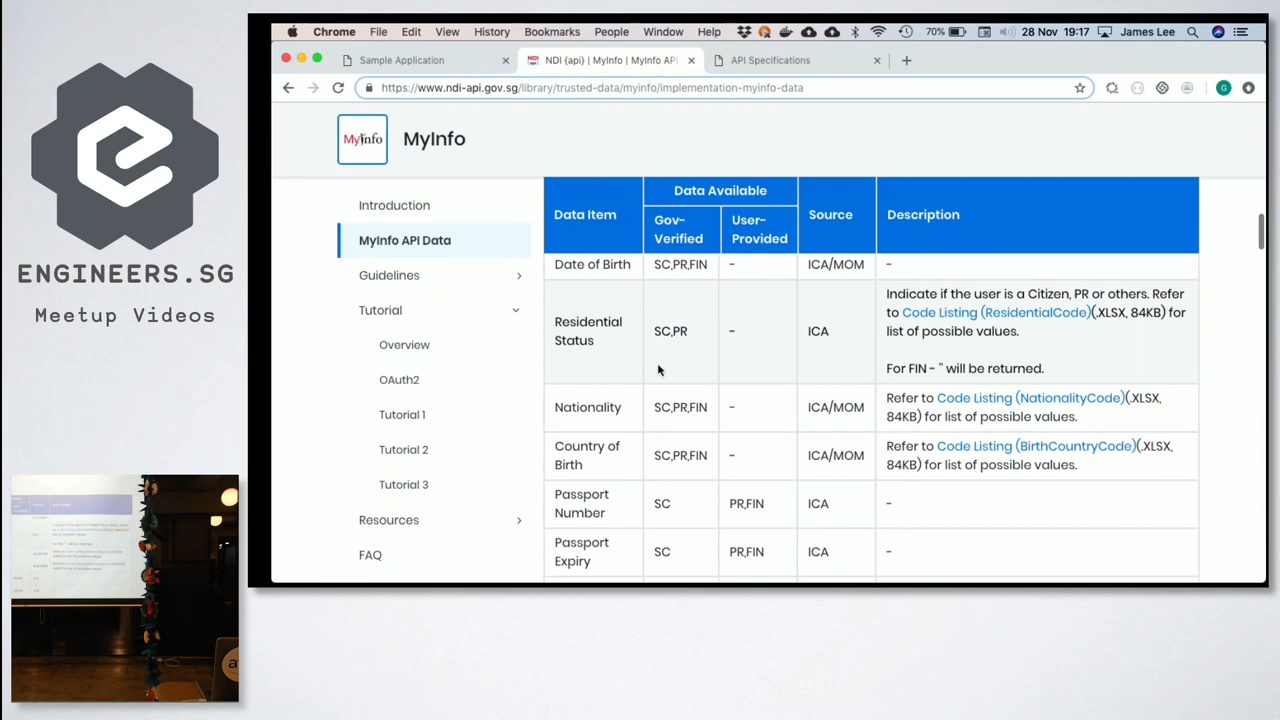 Chrome File Edit View History Bookmarks People Window Help 70% 28 Nov 19:17 James Lee
Sample Application
NDI {api} | MyInfo | MyInfo API
API Specifications
https://www.ndi-api.gov.sg/library/trusted-data/myinfo/implementation-myinfo-data
G
MyInfo
MyInfo
ENGINEERS.SG
Meetup Videos
Introduction
MyInfo API Data
Guidelines
Tutorial
Overview
OAuth2
Tutorial 1
Tutorial 2
Tutorial 3
Resources
FAQ
Data Item
Data Available
Gov-
Verified
User-
Provided
Source
Description
Date of Birth SC,PR,FIN - ICA/MOM -
Residential
Status
SC,PR - ICA
Indicate if the user is a Citizen, PR or others. Refer
to Code Listing (ResidentialCode)(.XLSX, 84KB) for
list of possible values.
For FIN - '' will be returned.
Nationality SC,PR,FIN - ICA/MOM
Refer to Code Listing (NationalityCode)(.XLSX,
84KB) for list of possible values.
Country of
Birth
SC,PR,FIN - ICA/MOM
Refer to Code Listing (BirthCountryCode)(.XLSX,
84KB) for list of possible values.
Passport
Number
SC PR,FIN ICA -
Passport
Expiry
SC PR,FIN ICA -